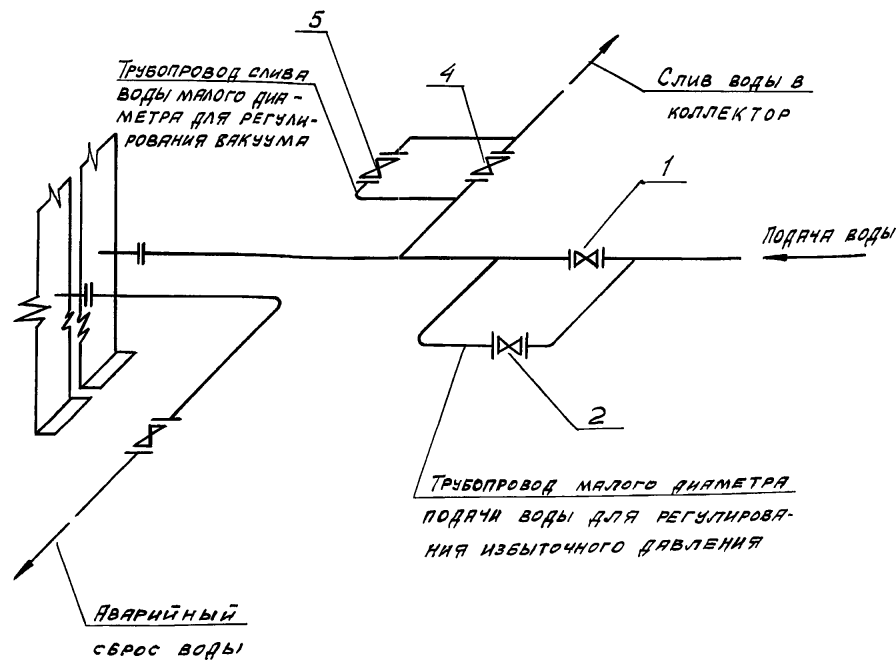 5
Трубопровод слива
воды малого диа-
метра для регули-
рования вакуума
4
Слив воды в
коллектор
1
Подача воды
2
Трубопровод малого диаметра
подачи воды для регулирова-
ния избыточного давления
Аварийный
сброс воды